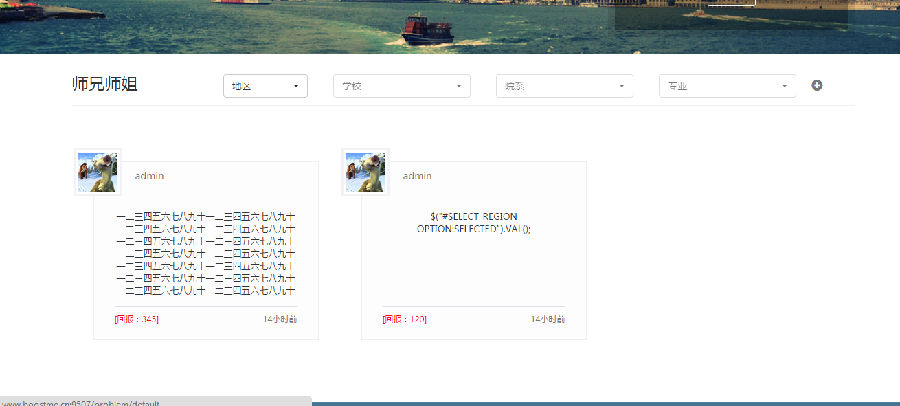 师兄师姐
地区
学校
院系
专业
admin
一二三四五六七八九十一二三四五六七八九十
一二三四五六七八九十一二三四五六七八九十
一二三四五六七八九十一二三四五六七八九十
一二三四五六七八九十一二三四五六七八九十
一二三四五六七八九十一二三四五六七八九十
一二三四五六七八九十一二三四五六七八九十
一二三四五六七八九十一二三四五六七八九十
[回报：345]
14小时前
admin
$("#SELECT_REGION
OPTION:SELECTED").VAL();
[回报：120]
14小时前